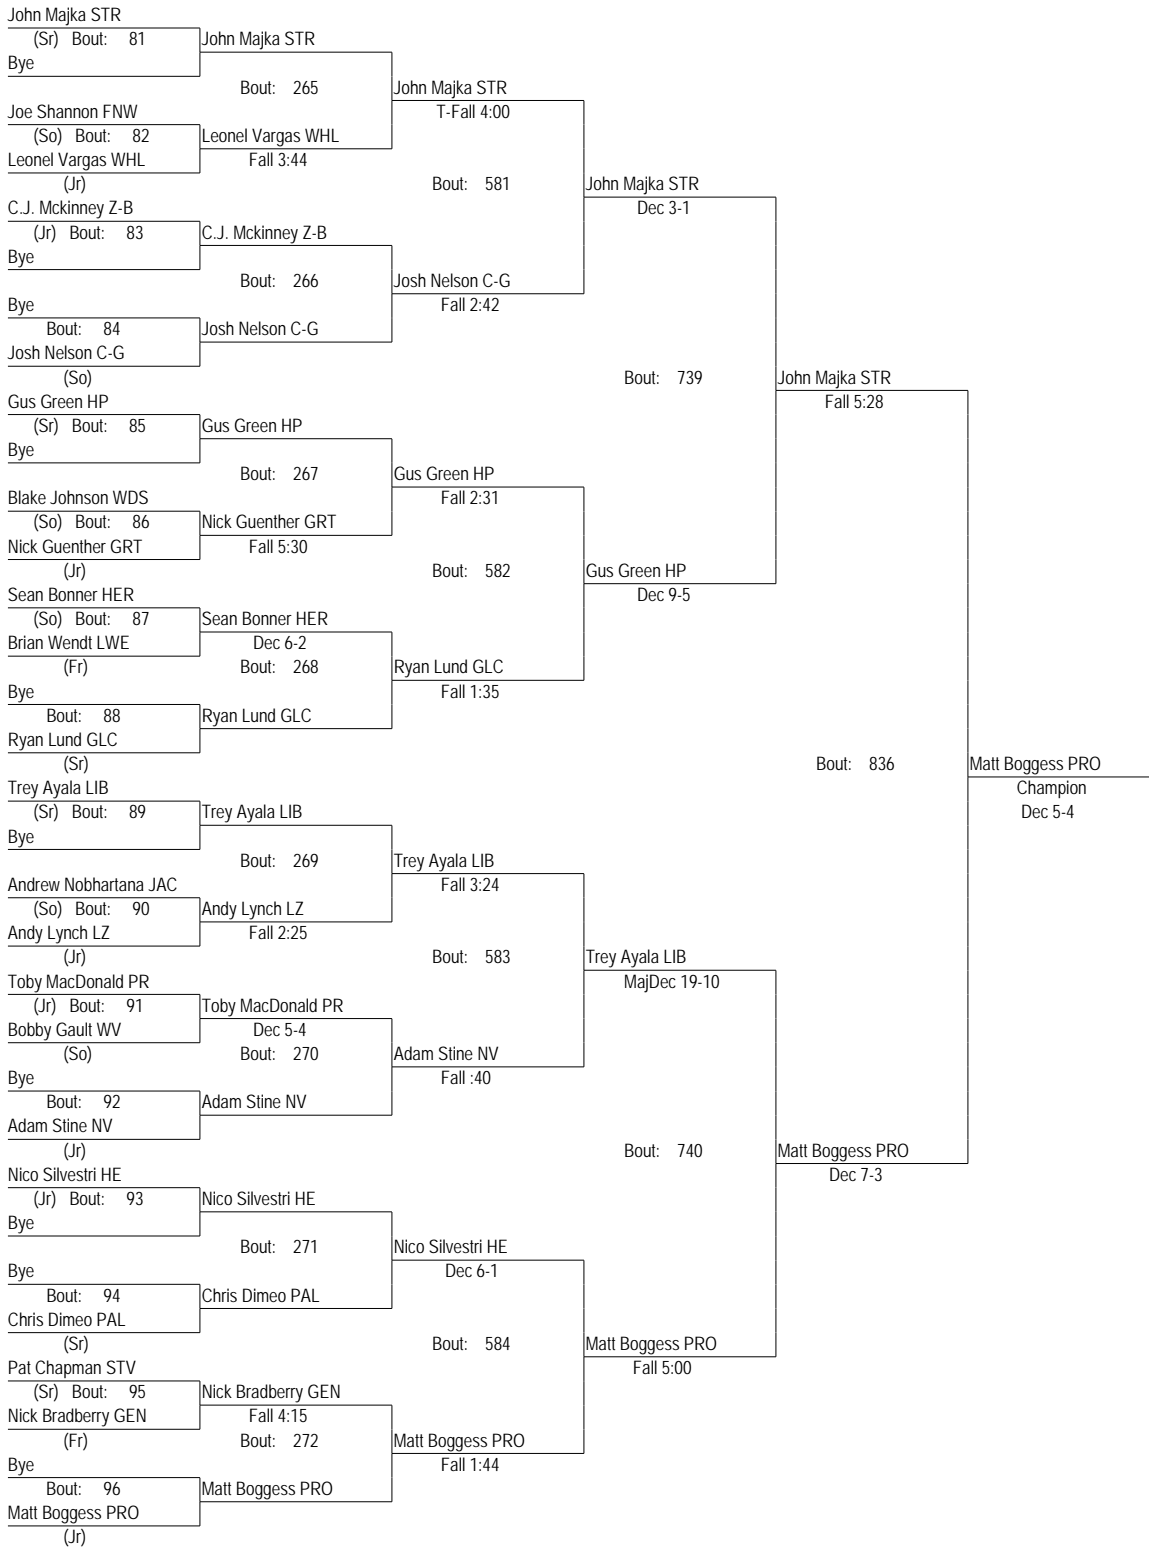 John Majka STR
(Sr) Bout: 81 John Majka STR
Bye
Bout: 265 John Majka STR
T-Fall 4:00
Joe Shannon FNW
(So) Bout: 82 Leonel Vargas WHL
Leonel Vargas WHL Fall 3:44
(Jr) Bout: 581 John Majka STR
C.J. Mckinney Z-B Dec 3-1
(Jr) Bout: 83 C.J. Mckinney Z-B
Bye
Bout: 266 Josh Nelson C-G
Bye Fall 2:42
Bout: 84 Josh Nelson C-G
Josh Nelson C-G
(So) Bout: 739 John Majka STR
Gus Green HP Fall 5:28
(Sr) Bout: 85 Gus Green HP
Bye
Bout: 267 Gus Green HP
Blake Johnson WDS Fall 2:31
(So) Bout: 86 Nick Guenther GRT
Nick Guenther GRT Fall 5:30
(Jr) Bout: 582 Gus Green HP
Sean Bonner HER Dec 9-5
(So) Bout: 87 Sean Bonner HER
Brian Wendt LWE Dec 6-2
(Fr) Bout: 268 Ryan Lund GLC
Bye Fall 1:35
Bout: 88 Ryan Lund GLC
Ryan Lund GLC
(Sr) Bout: 836 Matt Boggess PRO
Trey Ayala LIB Champion
(Sr) Bout: 89 Trey Ayala LIB Dec 5-4
Bye
Bout: 269 Trey Ayala LIB
Andrew Nobhartana JAC Fall 3:24
(So) Bout: 90 Andy Lynch LZ
Andy Lynch LZ Fall 2:25
(Jr) Bout: 583 Trey Ayala LIB
Toby MacDonald PR MajDec 19-10
(Jr) Bout: 91 Toby MacDonald PR
Bobby Gault WV Dec 5-4
(So) Bout: 270 Adam Stine NV
Bye Fall :40
Bout: 92 Adam Stine NV
Adam Stine NV
(Jr) Bout: 740 Matt Boggess PRO
Nico Silvestri HE Dec 7-3
(Jr) Bout: 93 Nico Silvestri HE
Bye
Bout: 271 Nico Silvestri HE
Bye Dec 6-1
Bout: 94 Chris Dimeo PAL
Chris Dimeo PAL
(Sr) Bout: 584 Matt Boggess PRO
Pat Chapman STV Fall 5:00
(Sr) Bout: 95 Nick Bradberry GEN
Nick Bradberry GEN Fall 4:15
(Fr) Bout: 272 Matt Boggess PRO
Bye Fall 1:44
Bout: 96 Matt Boggess PRO
Matt Boggess PRO
(Jr)